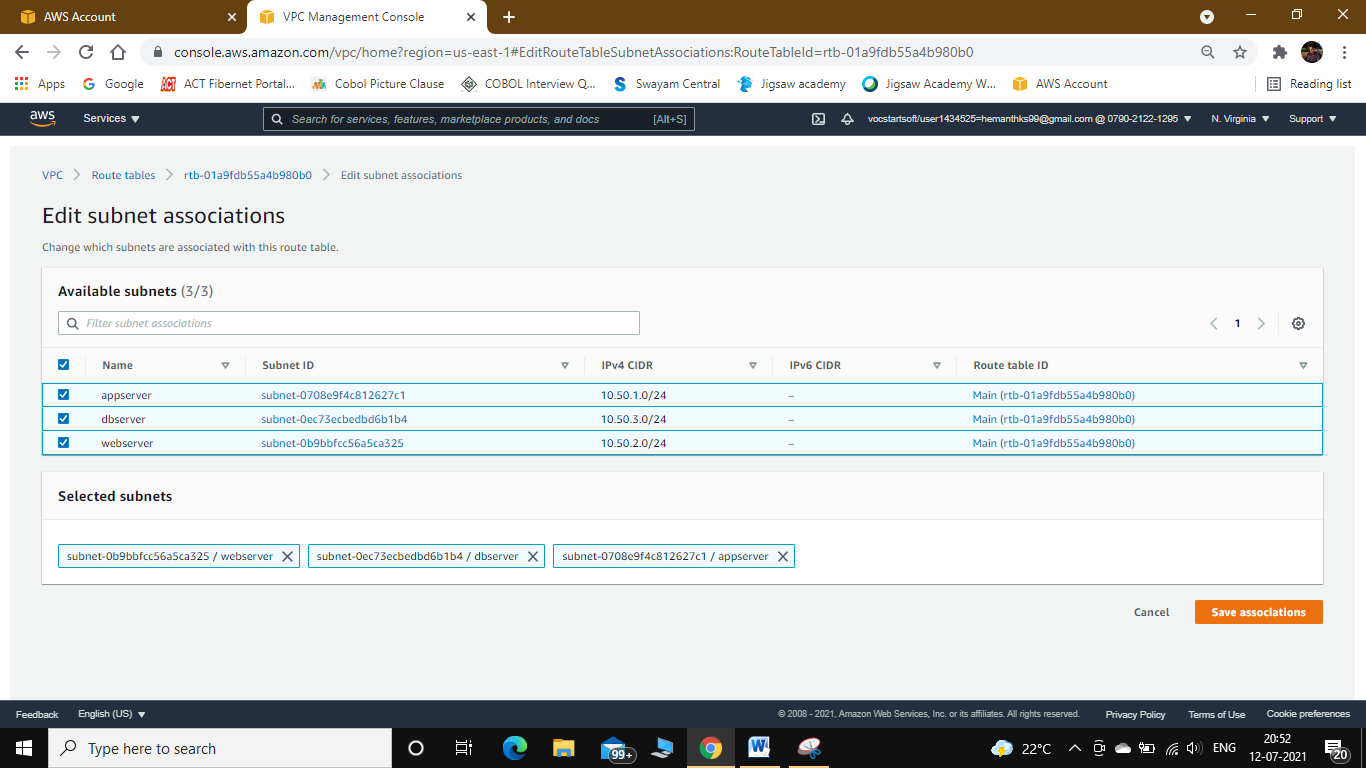 AWS Account
VPC Management Console
console.aws.amazon.com/vpc/home?region=us-east-1#EditRouteTableSubnetAssociations:RouteTableId=rtb-01a9fdb55a4b980b0
Apps Google ACT Fibernet Portal... Cobol Picture Clause COBOL Interview Q... Swayam Central Jigsaw academy Jigsaw Academy W... AWS Account Reading list
aws Services Search for services, features, marketplace products, and docs [Alt+S] vocstartsoft/user1434525=hemanthks99@gmail.com @ 0790-2122-1295 N. Virginia Support
VPC Route tables rtb-01a9fdb55a4b980b0 Edit subnet associations
Edit subnet associations
Change which subnets are associated with this route table.
Available subnets (3/3)
Filter subnet associations 1
Name Subnet ID IPv4 CIDR IPv6 CIDR Route table ID
appserver subnet-0708e9f4c812627c1 10.50.1.0/24 – Main (rtb-01a9fdb55a4b980b0)
dbserver subnet-0ec73ecbedbd6b1b4 10.50.3.0/24 – Main (rtb-01a9fdb55a4b980b0)
webserver subnet-0b9bbfcc56a5ca325 10.50.2.0/24 – Main (rtb-01a9fdb55a4b980b0)
Selected subnets
subnet-0b9bbfcc56a5ca325 / webserver subnet-0ec73ecbedbd6b1b4 / dbserver subnet-0708e9f4c812627c1 / appserver
Cancel Save associations
Feedback English (US) © 2008 - 2021, Amazon Web Services, Inc. or its affiliates. All rights reserved. Privacy Policy Terms of Use Cookie preferences
Type here to search 99+ 22°C ENG 20:52
12-07-2021 20